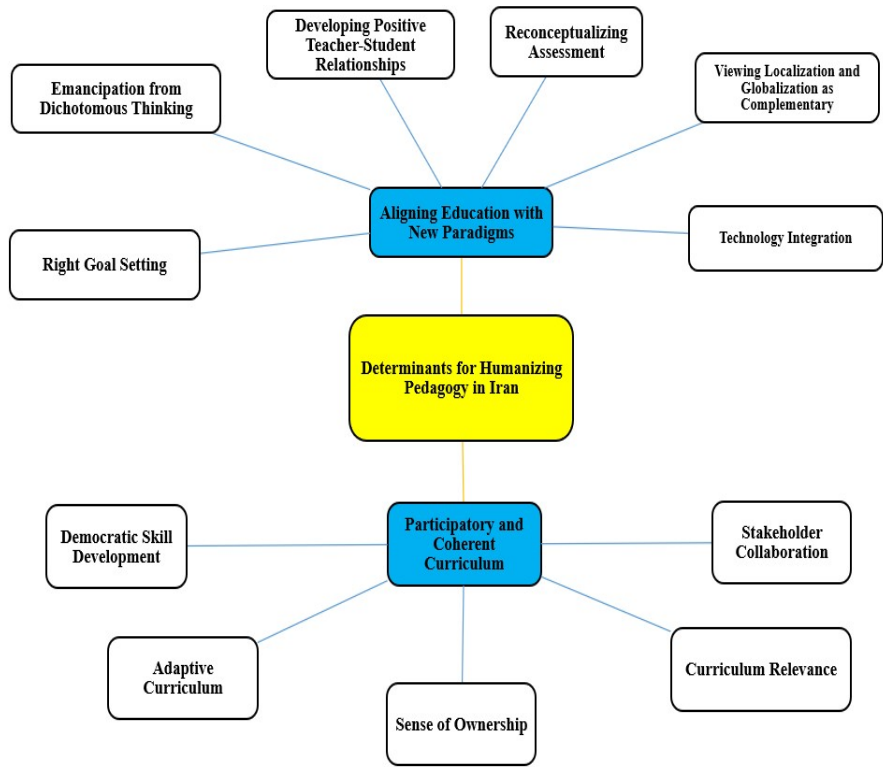 Developing Positive
Teacher-Student
Relationships
Reconceptualizing
Assessment
Emancipation from
Dichotomous Thinking
Viewing Localization and
Globalization as
Complementary
Aligning Education with
New Paradigms
Right Goal Setting
Technology Integration
Determinants for Humanizing
Pedagogy in Iran
Participatory and
Coherent
Curriculum
Democratic Skill
Development
Stakeholder
Collaboration
Adaptive
Curriculum
Sense of Ownership
Curriculum Relevance